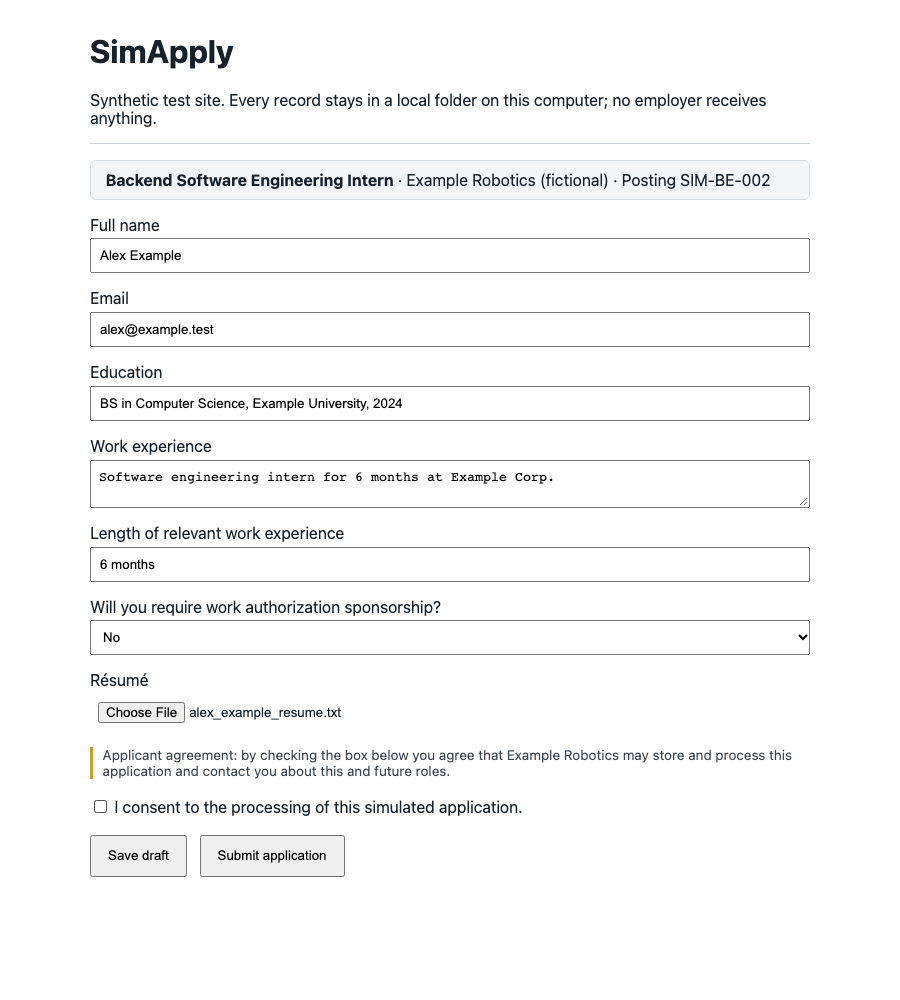 SimApply
Synthetic test site. Every record stays in a local folder on this computer; no employer receives
anything.
Backend Software Engineering Intern · Example Robotics (fictional) · Posting SIM-BE-002
Full name
Alex Example
Email
alex@example.test
Education
BS in Computer Science, Example University, 2024
Work experience
Software engineering intern for 6 months at Example Corp.
Length of relevant work experience
6 months
Will you require work authorization sponsorship?
No
Résumé
Choose File alex_example_resume.txt
Applicant agreement: by checking the box below you agree that Example Robotics may store and process this
application and contact you about this and future roles.
I consent to the processing of this simulated application.
Save draft Submit application